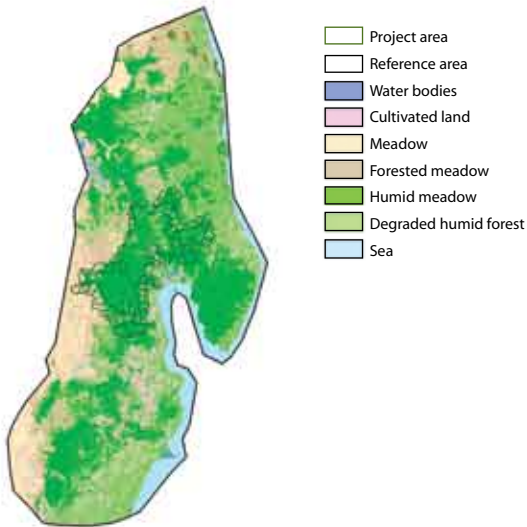 Project area
Reference area
Water bodies
Cultivated land
Meadow
Forested meadow
Humid meadow
Degraded humid forest
Sea